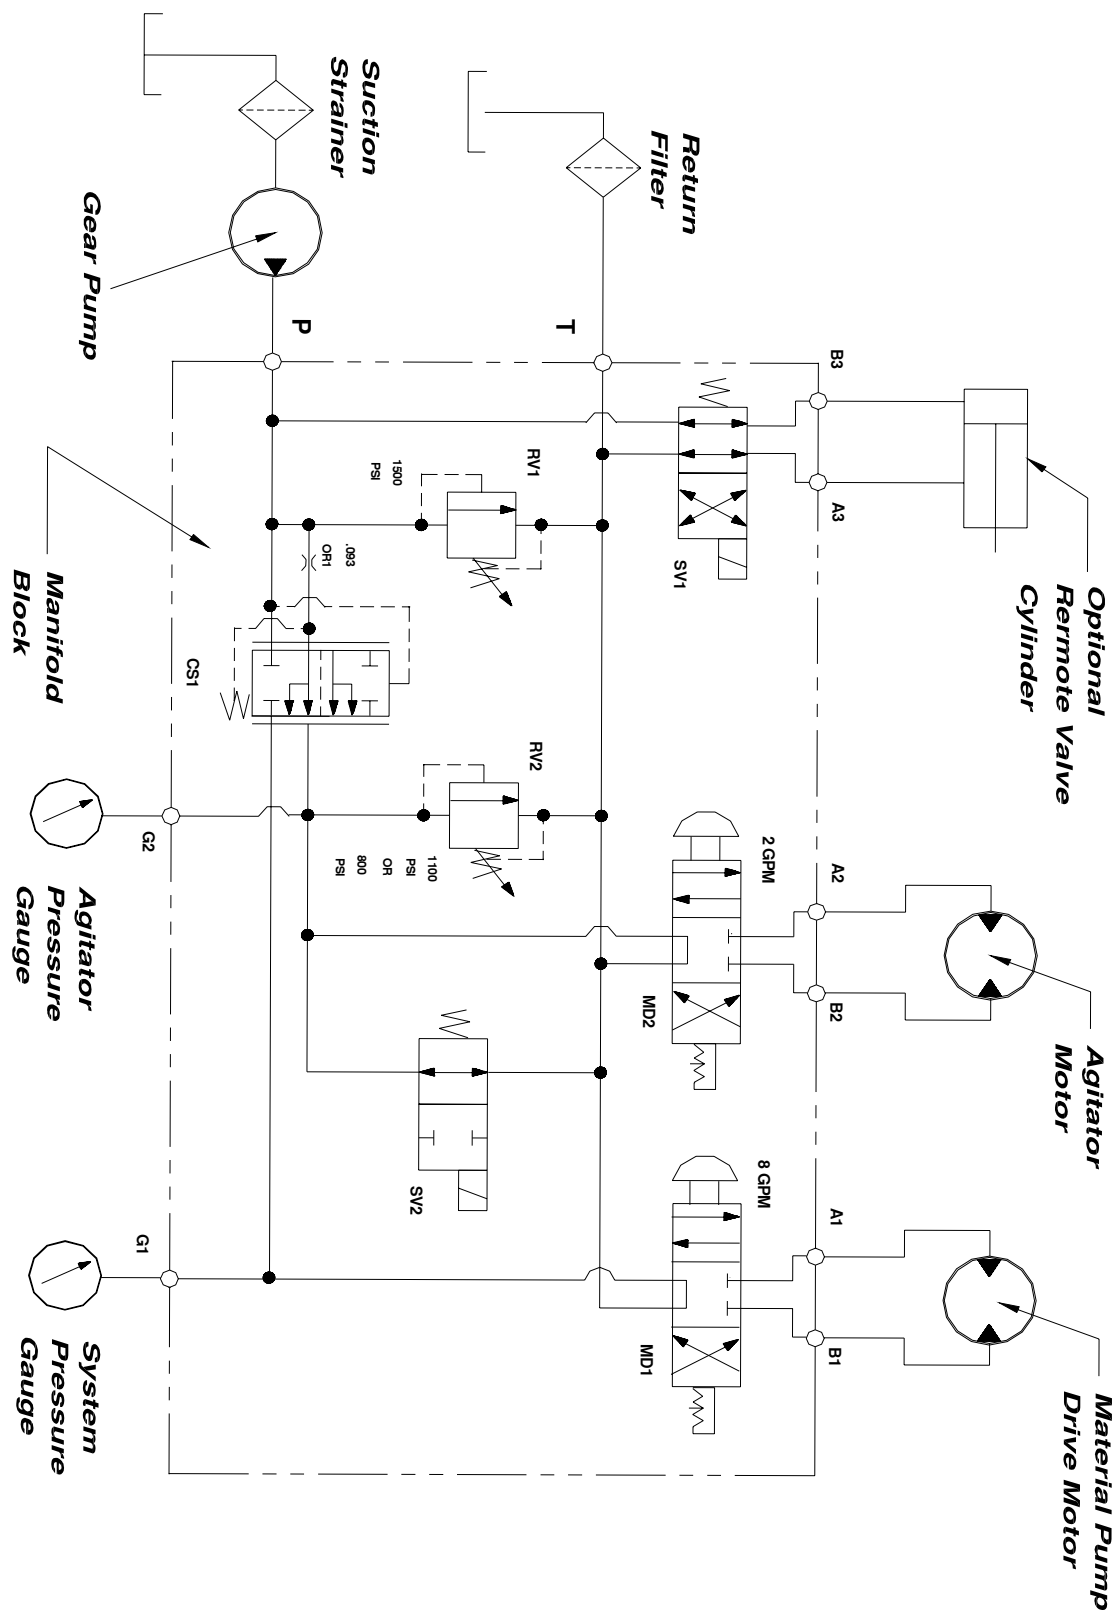 Suction
Strainer
Return
Filter
Gear Pump
P
T
B3
A3
Optional
Rermote Valve
Cylinder
RV1
1500
PSI
.093
OR1
SV1
Manifold
Block
CS1
RV2
1100
PSI
OR
800
PSI
2 GPM
A2
B2
MD2
G2
Agitator
Pressure
Gauge
Agitator
Motor
SV2
8 GPM
A1
B1
MD1
G1
System
Pressure
Gauge
Material Pump
Drive Motor